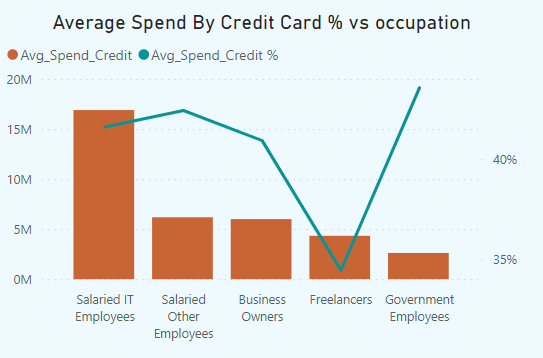 Average Spend By Credit Card % vs occupation
Avg_Spend_Credit Avg_Spend_Credit %
20M
15M
10M
5M
0M
40%
35%
Salaried IT
Employees
Salaried
Other
Employees
Business
Owners
Freelancers
Government
Employees